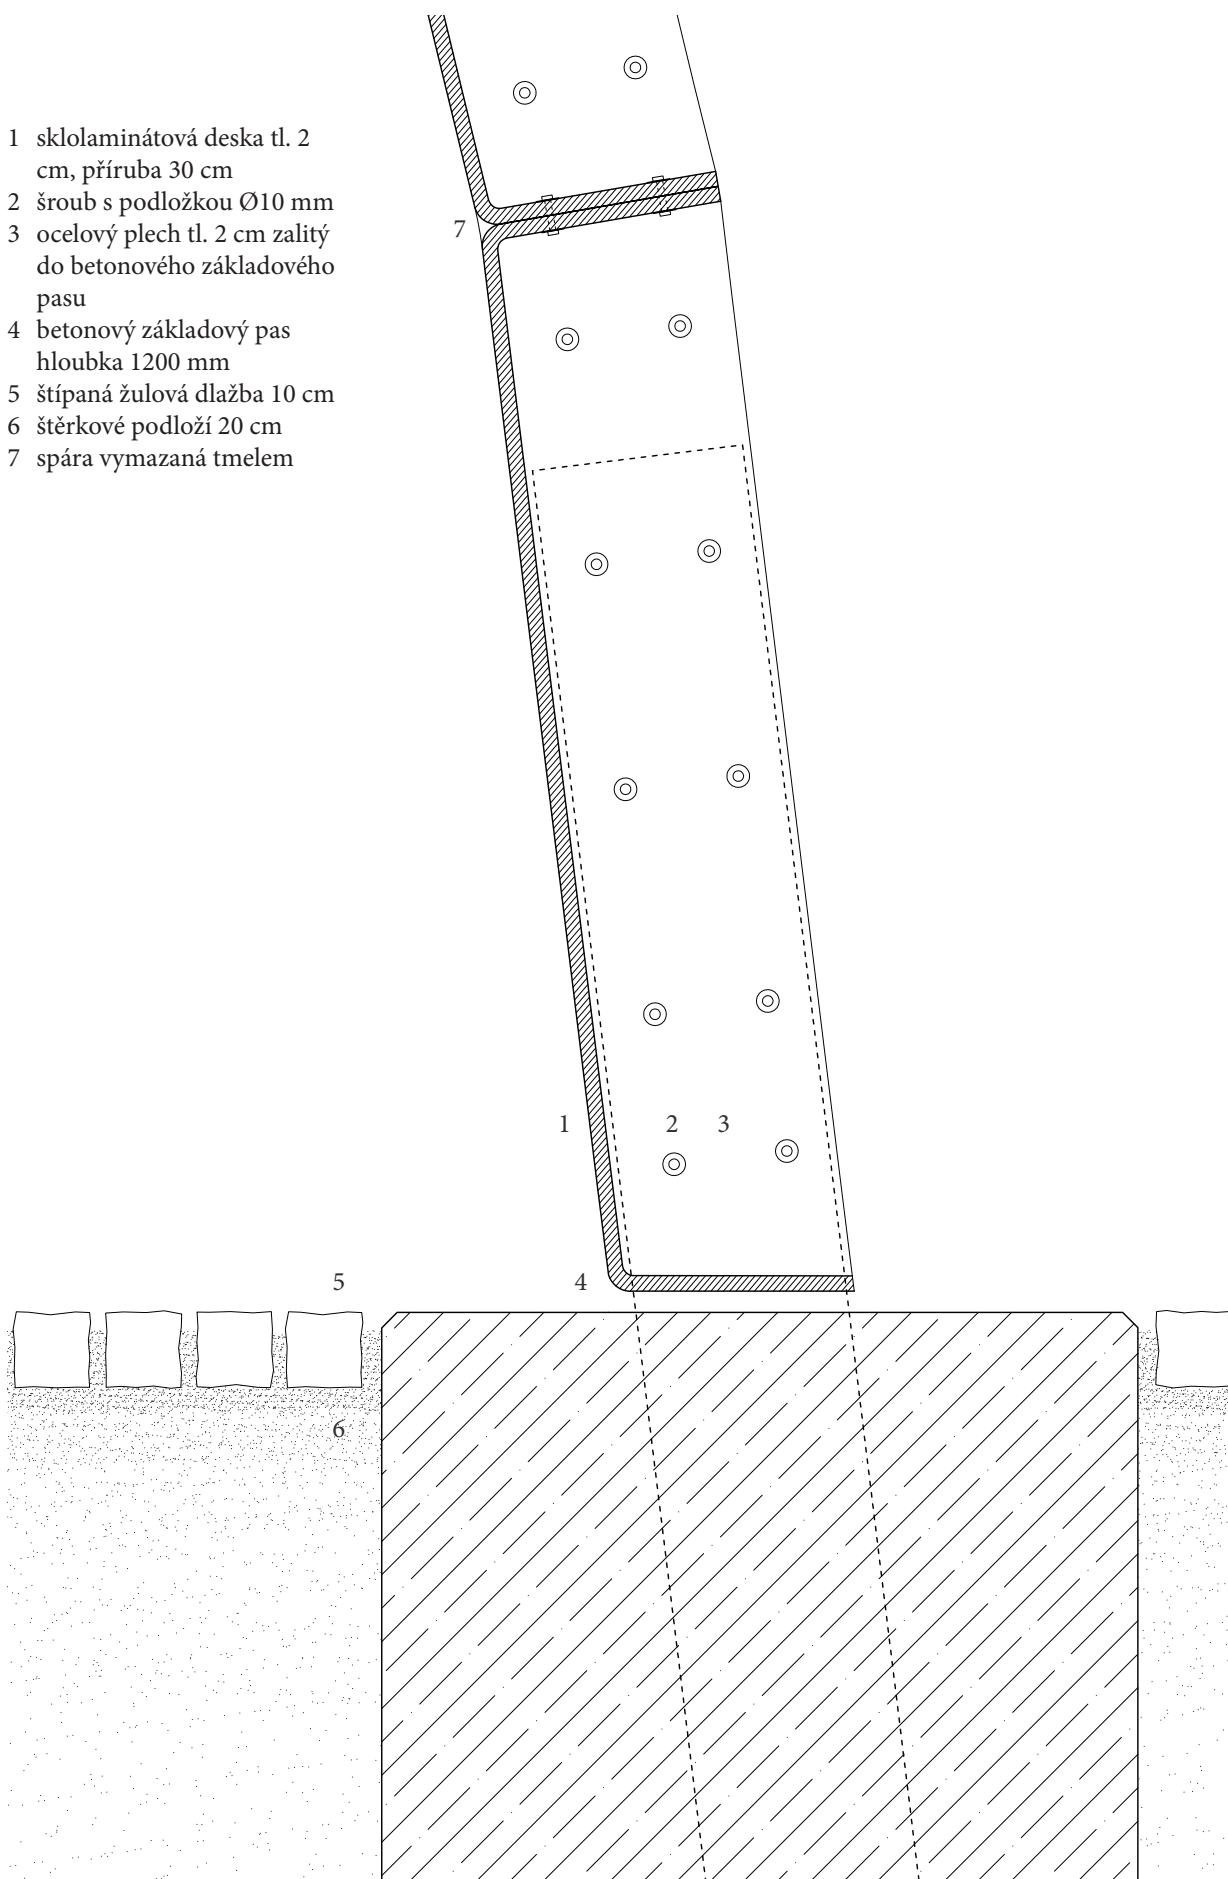 1 sklolaminátová deska tl. 2
cm, příruba 30 cm
2 šroub s podložkou Ø10 mm
3 ocelový plech tl. 2 cm zalitý
do betonového základového
pasu
4 betonový základový pas
hloubka 1200 mm
5 štípaná žulová dlažba 10 cm
6 štěrkové podloží 20 cm
7 spára vymazaná tmelem
7
1 2 3
5 4
6